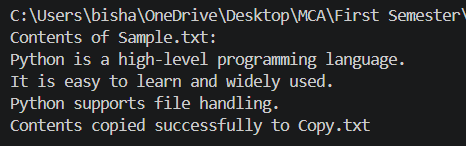 C:\Users\bisha\OneDrive\Desktop\MCA\First Semester\
Contents of Sample.txt:
Python is a high-level programming language.
It is easy to learn and widely used.
Python supports file handling.
Contents copied successfully to Copy.txt